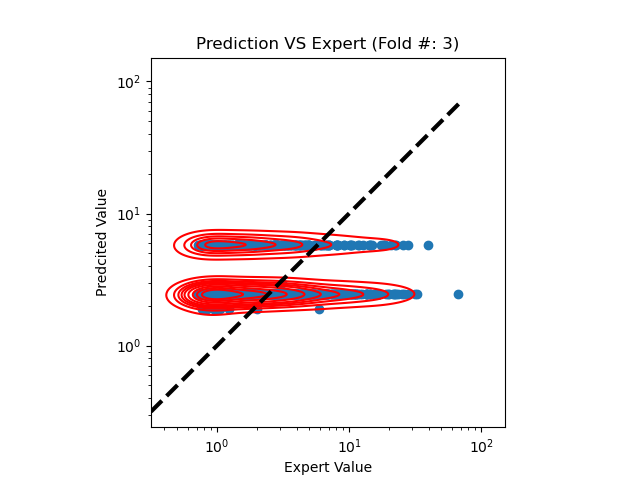 Prediction VS Expert (Fold #: 3)
10²
10¹
10⁰
Predcited Value
10⁰ 10¹ 10²
Expert Value